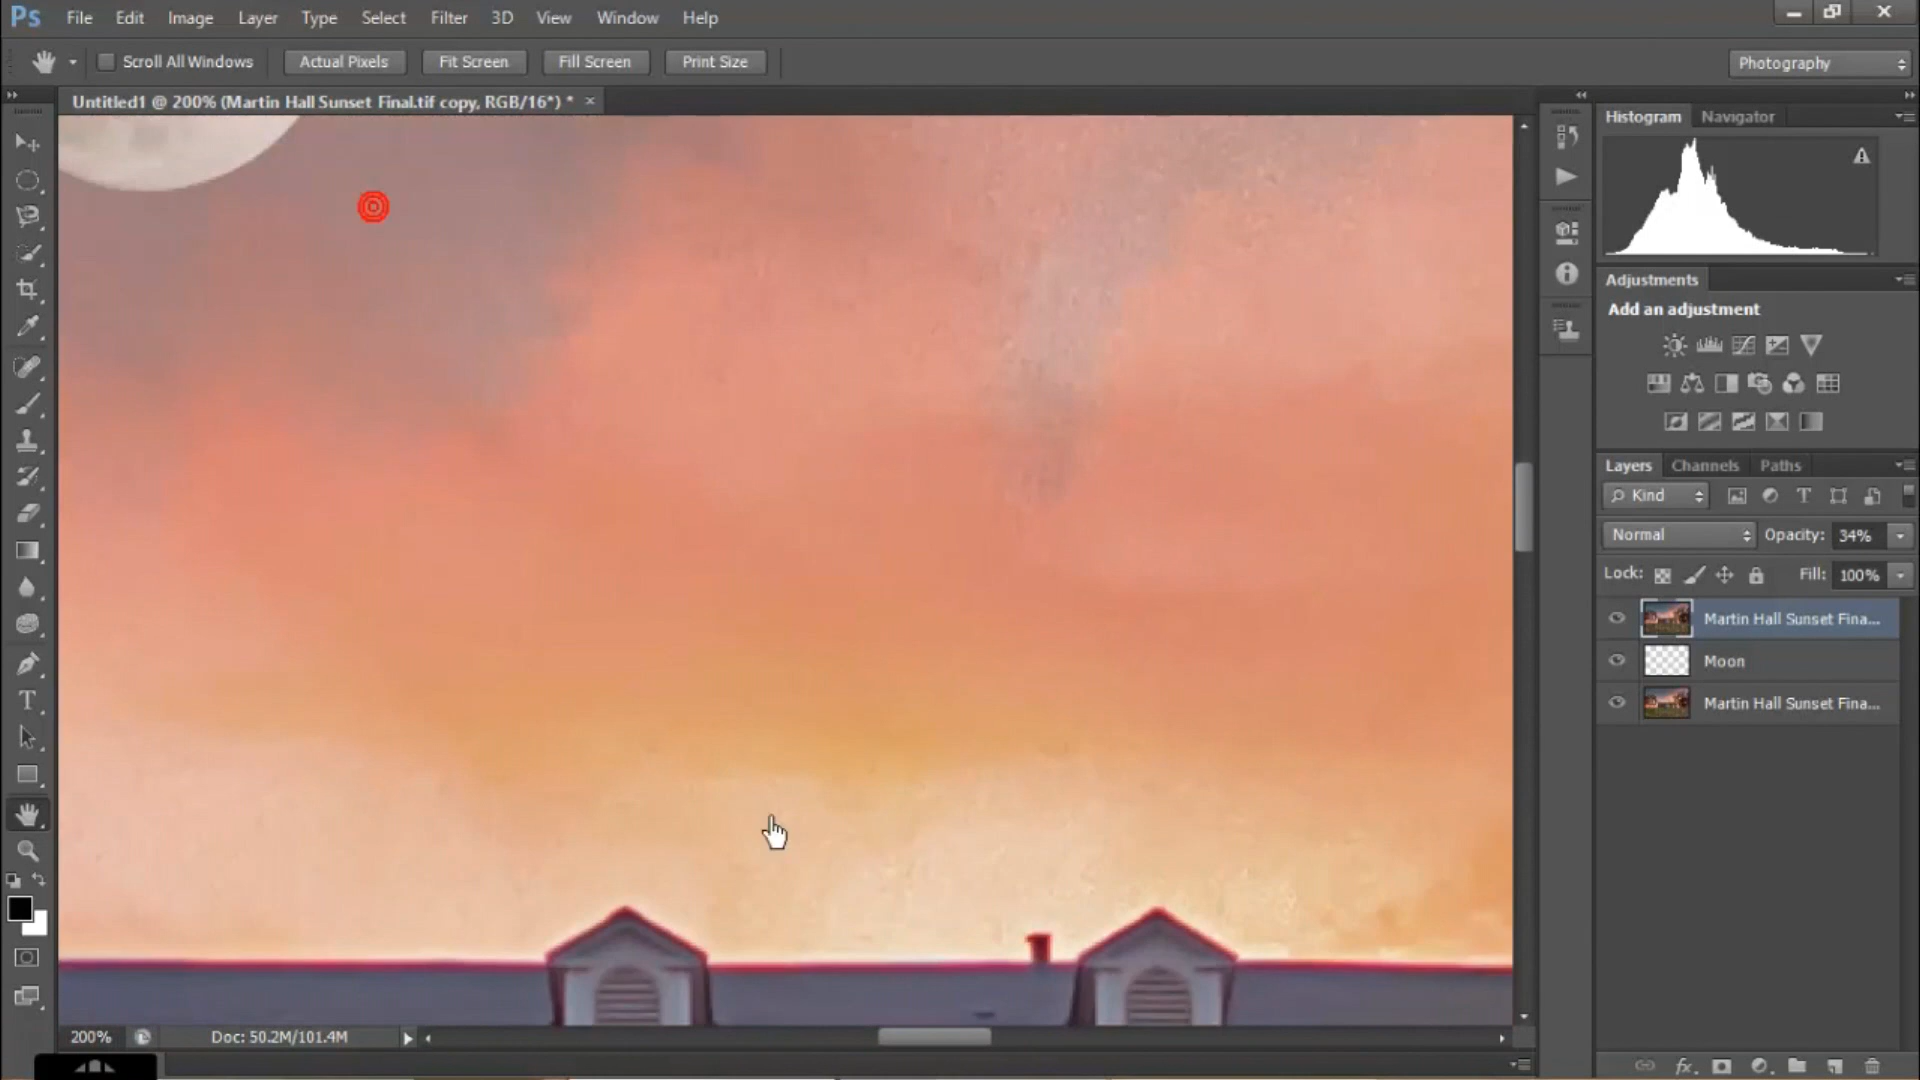 Ps File Edit Image Layer Type Select Filter 3D View Window Help
Scroll All Windows Actual Pixels Fit Screen Fill Screen Print Size Photography
Untitled1 @ 200% (Martin Hall Sunset Final.tif copy, RGB/16*) * ×
Histogram Navigator
Adjustments
Add an adjustment
Layers Channels Paths
Kind T
Normal Opacity: 34%
Lock: Fill: 100%
Martin Hall Sunset Fina...
Moon
Martin Hall Sunset Fina...
T
200% Doc: 50.2M/101.4M
fx